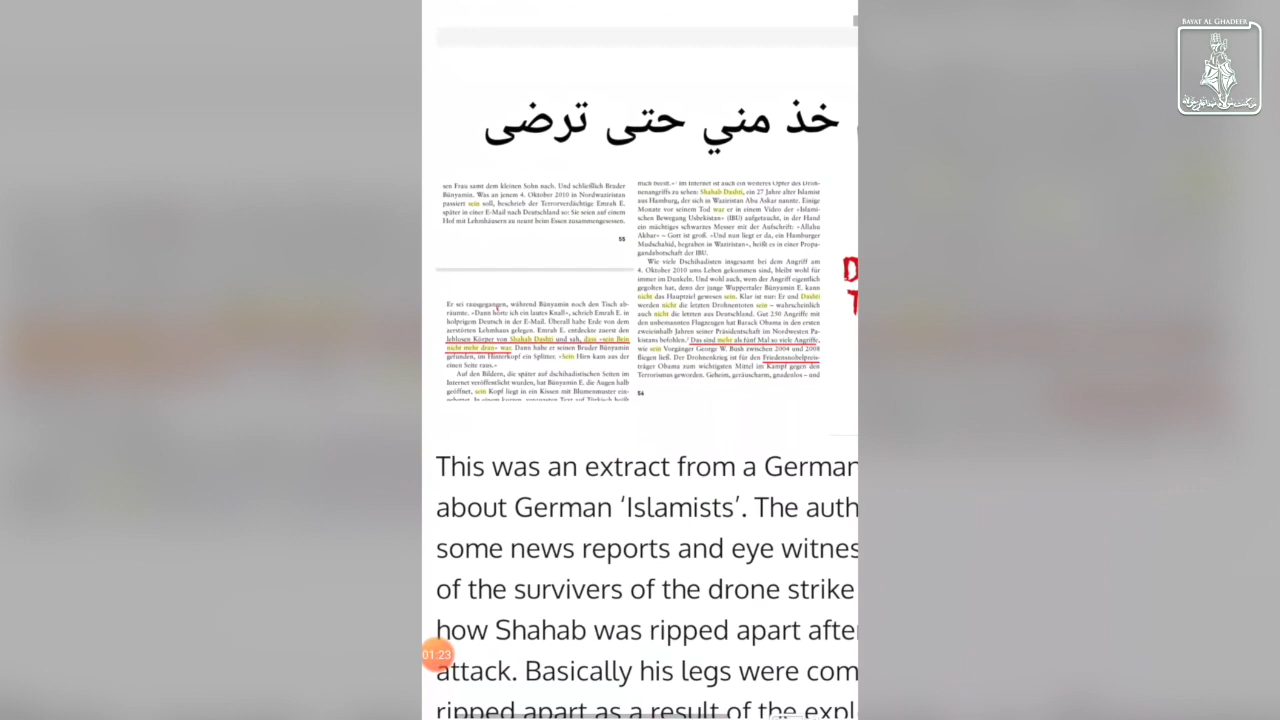 BAYAT AL GHADEER
خذ مني حتى ترضى
sen Frau samt dem kleinen Sohn nach. Und schließlich Bruder
Bünyamin. Was an jenem 4. Oktober 2010 in Nordwaziristan
passiert sein soll, beschrieb der Terrorverdächtige Emrah E.
später in einer E-Mail nach Deutschland so: Sie seien auf einem
Hof mit Lehmhäusern zu neunt beim Essen zusammengesessen.
55
Er sei rausgegangen, während Bünyamin noch den Tisch ab-
räumte. »Dann hörte ich ein lautes Knall«, schrieb Emrah E. in
holprigem Deutsch in der E-Mail. Überall habe Erde von dem
zerstörten Lehmhaus gelegen. Emrah E. entdeckte zuerst den
leblosen Körper von Shahab Dashti und sah, dass »sein Bein
nicht mehr dran« war. Dann habe er seinen Bruder Bünyamin
gefunden, im Hinterkopf ein Splitter. »Sein Hirn kam aus der
einen Seite raus.«
Auf den Bildern, die später auf dschihadistischen Seiten im
Internet veröffentlicht wurden, hat Bünyamin E. die Augen halb
geöffnet, sein Kopf liegt in ein Kissen mit Blumenmuster ein-
gebettet. In einem kurzen, Text auf Türkisch heißt
mich beeilt.« Im Internet ist auch ein weiteres Opfer des Droh-
nenangriffs zu sehen: Shahab Dashti, ein 27 Jahre alter Islamist
aus Hamburg, der sich in Waziristan Abu Askar nannte. Einige
Monate vor seinem Tod war er in einem Video der »Islami-
schen Bewegung Usbekistan« (IBU) aufgetaucht, in der Hand
ein mächtiges schwarzes Messer mit der Aufschrift: »Allahu
Akbar« – Gott ist groß. »Und nun liegt er da, ein Hamburger
Mudschahid, begraben in Waziristan«, heißt es in einer Propa-
gandabotschaft der IBU.
Wie viele Dschihadisten insgesamt bei dem Angriff am
4. Oktober 2010 ums Leben gekommen sind, bleibt wohl für
immer im Dunkeln. Und wohl auch, wem der Angriff eigentlich
gegolten hat, denn der junge Wuppertaler Bünyamin E. kann
nicht das Hauptziel gewesen sein. Klar ist nur: Er und Dashti
werden nicht die letzten Drohnentoten sein – wahrscheinlich
auch nicht die letzten aus Deutschland. Gut 250 Angriffe mit
den unbemannten Flugzeugen hat Barack Obama in den ersten
zweieinhalb Jahren seiner Präsidentschaft im Nordwesten Pa-
kistans befohlen. Das sind mehr als fünf Mal so viele Angriffe,
wie sein Vorgänger George W. Bush zwischen 2004 und 2008
fliegen ließ. Der Drohnenkrieg ist für den Friedensnobelpreis-
träger Obama zum wichtigsten Mittel im Kampf gegen den
Terrorismus geworden. Geheim, geräuscharm, gnadenlos – und
56
This was an extract from a German
about German ‘Islamists’. The auth
some news reports and eye witnes
of the survivers of the drone strike
how Shahab was ripped apart afte
attack. Basically his legs were com
ripped apart as a result of the expl
01:23